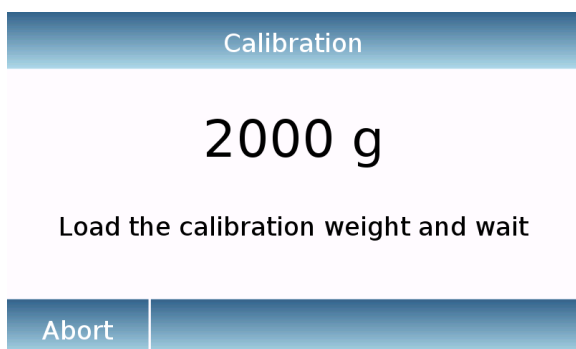 Calibration
2000 g
Load the calibration weight and wait
Abort